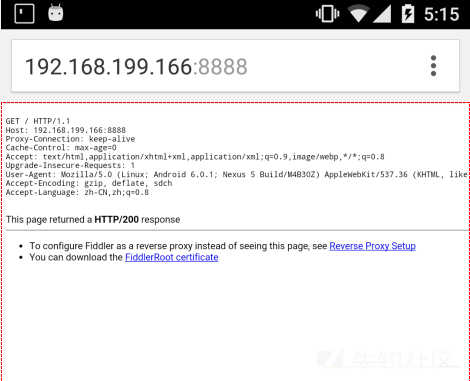 5:15
192.168.199.166:8888
GET / HTTP/1.1
Host: 192.168.199.166:8888
Proxy-Connection: keep-alive
Cache-Control: max-age=0
Accept: text/html,application/xhtml+xml,application/xml;q=0.9,image/webp,*/*;q=0.8
Upgrade-Insecure-Requests: 1
User-Agent: Mozilla/5.0 (Linux; Android 6.0.1; Nexus 5 Build/M4B30Z) AppleWebKit/537.36 (KHTML, like
Accept-Encoding: gzip, deflate, sdch
Accept-Language: zh-CN,zh;q=0.8
This page returned a HTTP/200 response
To configure Fiddler as a reverse proxy instead of seeing this page, see Reverse Proxy Setup
You can download the FiddlerRoot certificate
先知社区